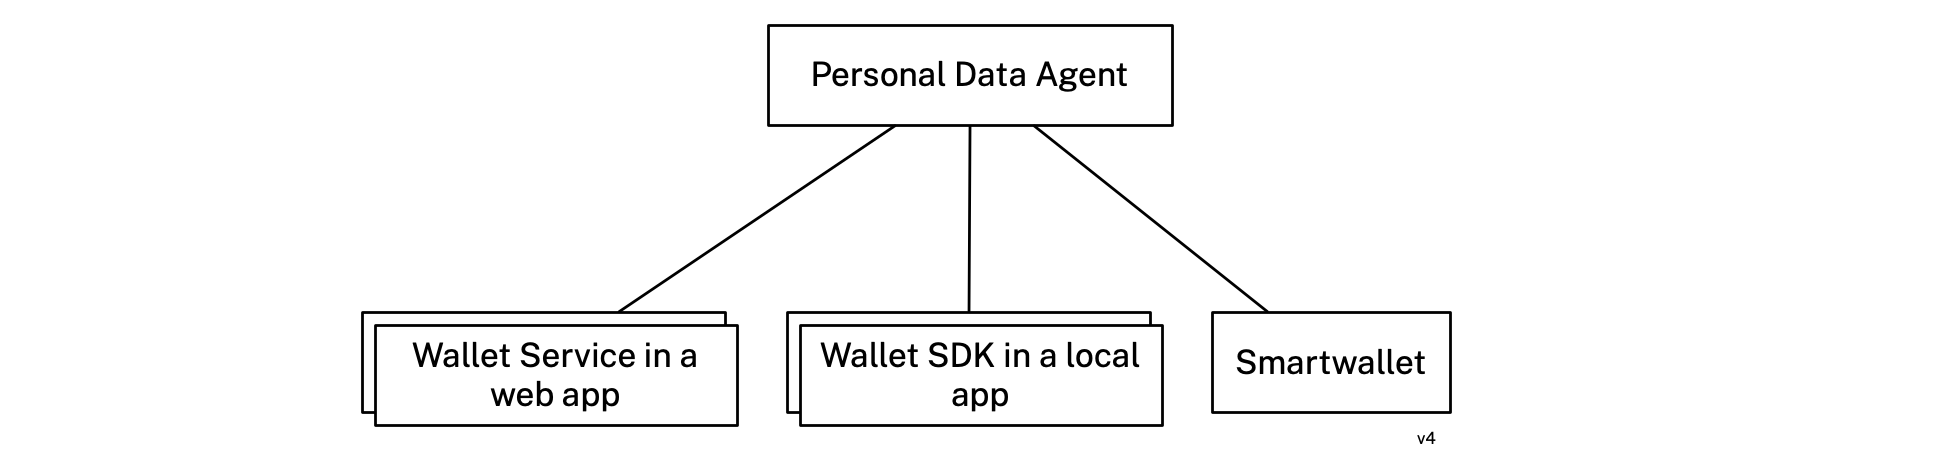 Personal Data Agent
Wallet Service in a
web app
Wallet SDK in a local
app
Smartwallet
v4